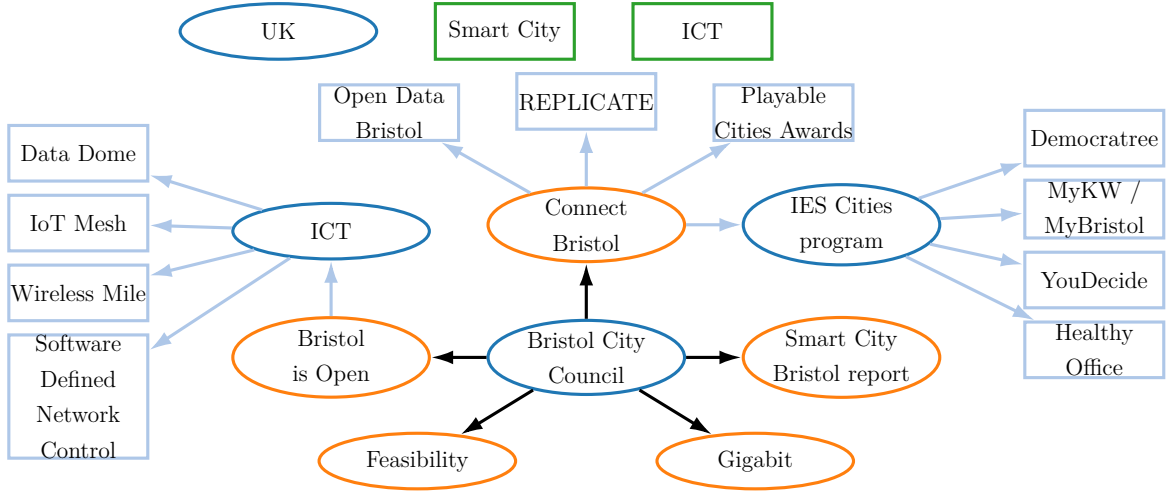 UK
Smart City
ICT
Open Data
Bristol
REPLICATE
Playable
Cities Awards
Data Dome
IoT Mesh
Wireless Mile
Software
Defined
Network
Control
ICT
Connect
Bristol
IES Cities
program
Democratree
MyKW /
MyBristol
YouDecide
Healthy
Office
Bristol
is Open
Bristol City
Council
Smart City
Bristol report
Feasibility
Gigabit